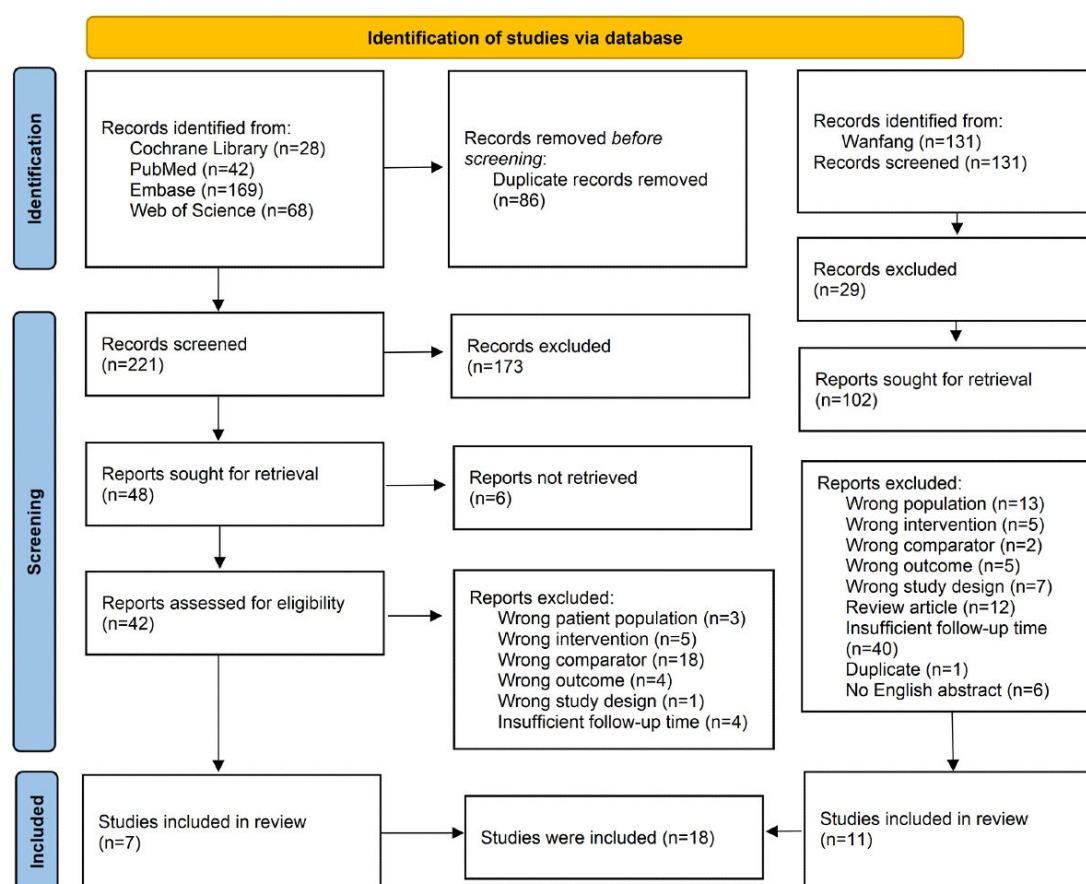 Identification of studies via database
Identification
Records identified from:
Cochrane Library (n=28)
PubMed (n=42)
Embase (n=169)
Web of Science (n=68)
Records removed before
screening:
Duplicate records removed
(n=86)
Records identified from:
Wanfang (n=131)
Records screened (n=131)
Records excluded
(n=29)
Screening
Records screened
(n=221)
Records excluded
(n=173
Reports sought for retrieval
(n=102)
Reports sought for retrieval
(n=48)
Reports not retrieved
(n=6)
Reports assessed for eligibility
(n=42)
Reports excluded:
Wrong patient population (n=3)
Wrong intervention (n=5)
Wrong comparator (n=18)
Wrong outcome (n=4)
Wrong study design (n=1)
Insufficient follow-up time (n=4)
Reports excluded:
Wrong population (n=13)
Wrong intervention (n=5)
Wrong comparator (n=2)
Wrong outcome (n=5)
Wrong study design (n=7)
Review article (n=12)
Insufficient follow-up time
(n=40)
Duplicate (n=1)
No English abstract (n=6)
Included
Studies included in review
(n=7)
Studies were included (n=18)
Studies included in review
(n=11)